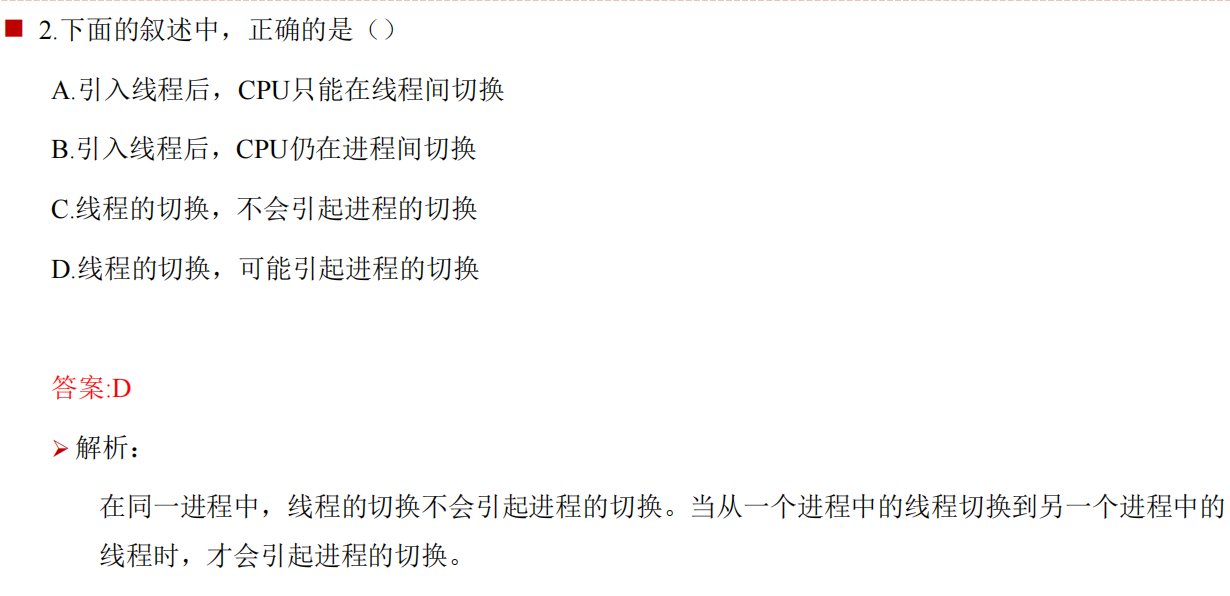 2.下面的叙述中，正确的是（）
A.引入线程后，CPU只能在线程间切换
B.引入线程后，CPU仍在进程间切换
C.线程的切换，不会引起进程的切换
D.线程的切换，可能引起进程的切换
答案:D
解析：
在同一进程中，线程的切换不会引起进程的切换。当从一个进程中的线程切换到另一个进程中的
线程时，才会引起进程的切换。